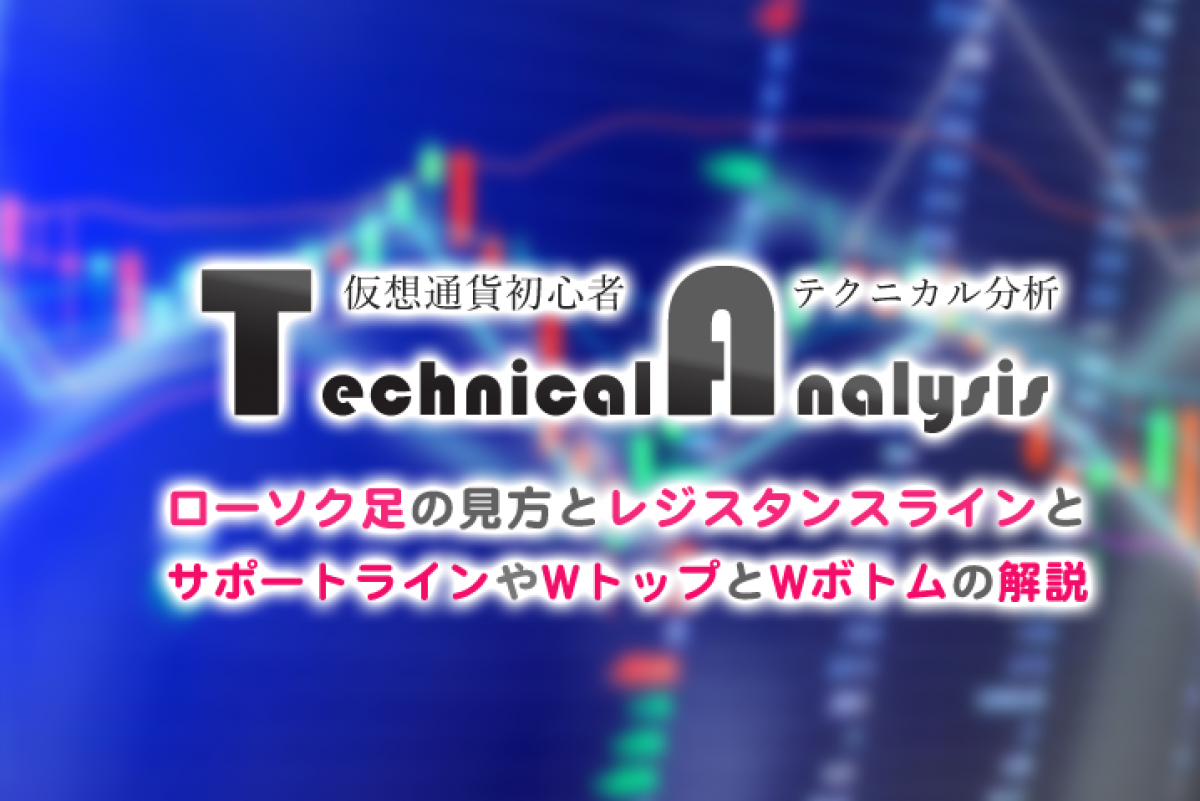 仮想通貨初心者 テクニカル分析
Technical Analysis
ローソク足の見方とレジスタンスラインと
サポートラインやWトップとWボトムの解説